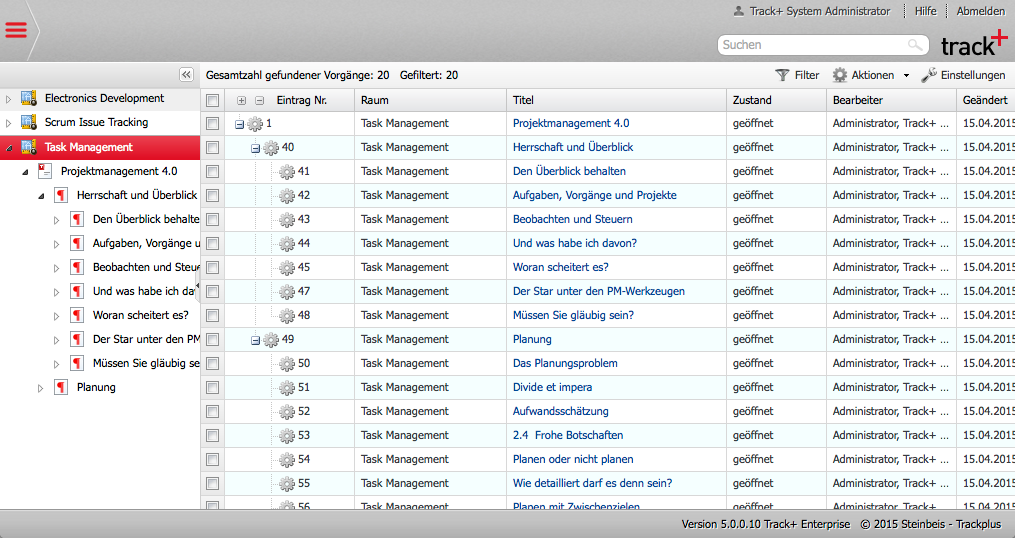 Track+ System Administrator Hilfe Abmelden
Suchen track+
Gesamtzahl gefundener Vorgänge: 20 Gefiltert: 20 Filter Aktionen Einstellungen
Electronics Development
Scrum Issue Tracking
Task Management
Projektmanagement 4.0
Herrschaft und Überblick
Den Überblick behalte
Aufgaben, Vorgänge u
Beobachten und Steue
Und was habe ich dav
Woran scheitert es?
Der Star unter den PM
Müssen Sie gläubig se
Planung
Eintrag Nr. Raum Titel Zustand Bearbeiter Geändert
1 Task Management Projektmanagement 4.0 geöffnet Administrator, Track+ ... 15.04.2015
40 Task Management Herrschaft und Überblick geöffnet Administrator, Track+ ... 15.04.2015
41 Task Management Den Überblick behalten geöffnet Administrator, Track+ ... 15.04.2015
42 Task Management Aufgaben, Vorgänge und Projekte geöffnet Administrator, Track+ ... 15.04.2015
43 Task Management Beobachten und Steuern geöffnet Administrator, Track+ ... 15.04.2015
44 Task Management Und was habe ich davon? geöffnet Administrator, Track+ ... 15.04.2015
45 Task Management Woran scheitert es? geöffnet Administrator, Track+ ... 15.04.2015
47 Task Management Der Star unter den PM-Werkzeugen geöffnet Administrator, Track+ ... 15.04.2015
48 Task Management Müssen Sie gläubig sein? geöffnet Administrator, Track+ ... 15.04.2015
49 Task Management Planung geöffnet Administrator, Track+ ... 15.04.2015
50 Task Management Das Planungsproblem geöffnet Administrator, Track+ ... 15.04.2015
51 Task Management Divide et impera geöffnet Administrator, Track+ ... 15.04.2015
52 Task Management Aufwandsschätzung geöffnet Administrator, Track+ ... 15.04.2015
53 Task Management 2.4 Frohe Botschaften geöffnet Administrator, Track+ ... 15.04.2015
54 Task Management Planen oder nicht planen geöffnet Administrator, Track+ ... 15.04.2015
55 Task Management Wie detailliert darf es denn sein? geöffnet Administrator, Track+ ... 15.04.2015
56 Task Management Planen mit Zwischenzielen geöffnet Administrator, Track+ ... 15.04.2015
Version 5.0.0.10 Track+ Enterprise © 2015 Steinbeis - Trackplus